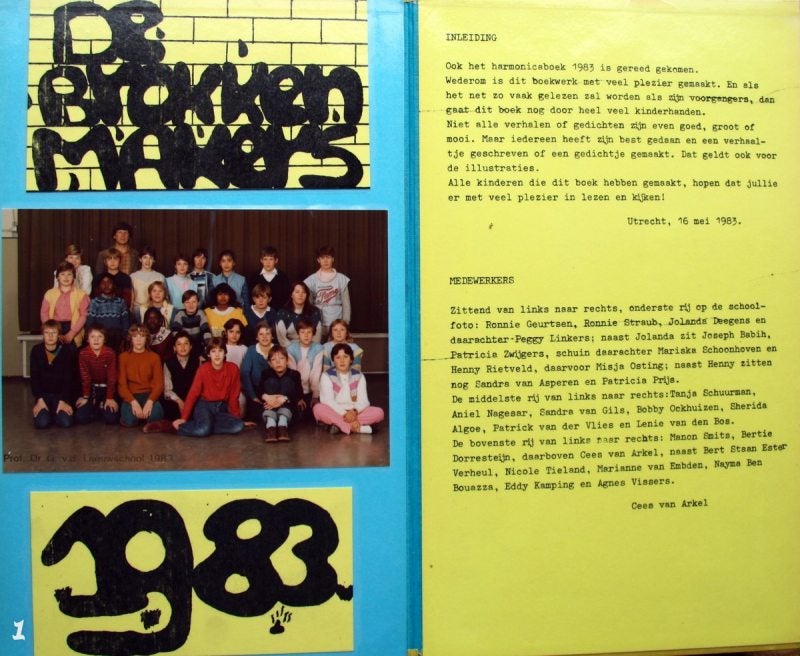 De
Brokken
Makers
Prof. Dr. G. v.d. Leeuwschool 1983
1983
1
INLEIDING
Ook het harmonicaboek 1983 is gereed gekomen.
Wederom is dit boekwerk met veel plezier gemaakt. En als
het net zo vaak gelezen zal worden als zijn voorgangers, dan
gaat dit boek nog door heel veel kinderhanden.
Niet alle verhalen of gedichten zijn even goed, groot of
mooi. Maar iedereen heeft zijn best gedaan en een verhaal-
tje geschreven of een gedichtje gemaakt. Dat geldt ook voor
de illustraties.
Alle kinderen die dit boek hebben gemaakt, hopen dat jullie
er met veel plezier in lezen en kijken!
Utrecht, 16 mei 1983.
MEDEWERKERS
Zittend van links naar rechts, onderste rij op de school-
foto: Ronnie Geurtsen, Ronnie Straub, Jolanda Deegens en
daarachter Peggy Linkers; naast Jolanda zit Joseph Babih,
Patricia Zwijgers, schuin daarachter Mariska Schoonhoven en
Henny Rietveld, daarvoor Misja Osting; naast Henny zitten
nog Sandra van Asperen en Patricia Prijs.
De middelste rij van links naar rechts:Tanja Schuurman,
Aniel Nagesar, Sandra van Gils, Bobby Ockhuizen, Sherida
Algoe, Patrick van der Vlies en Lenie van den Bos.
De bovenste rij van links naar rechts: Manon Smits, Bertie
Dorresteijn, daarboven Cees van Arkel, naast Bert Staan Ester
Verheul, Nicole Tieland, Marianne van Embden, Nayma Ben
Bouazza, Eddy Kamping en Agnes Vissers.
Cees van Arkel